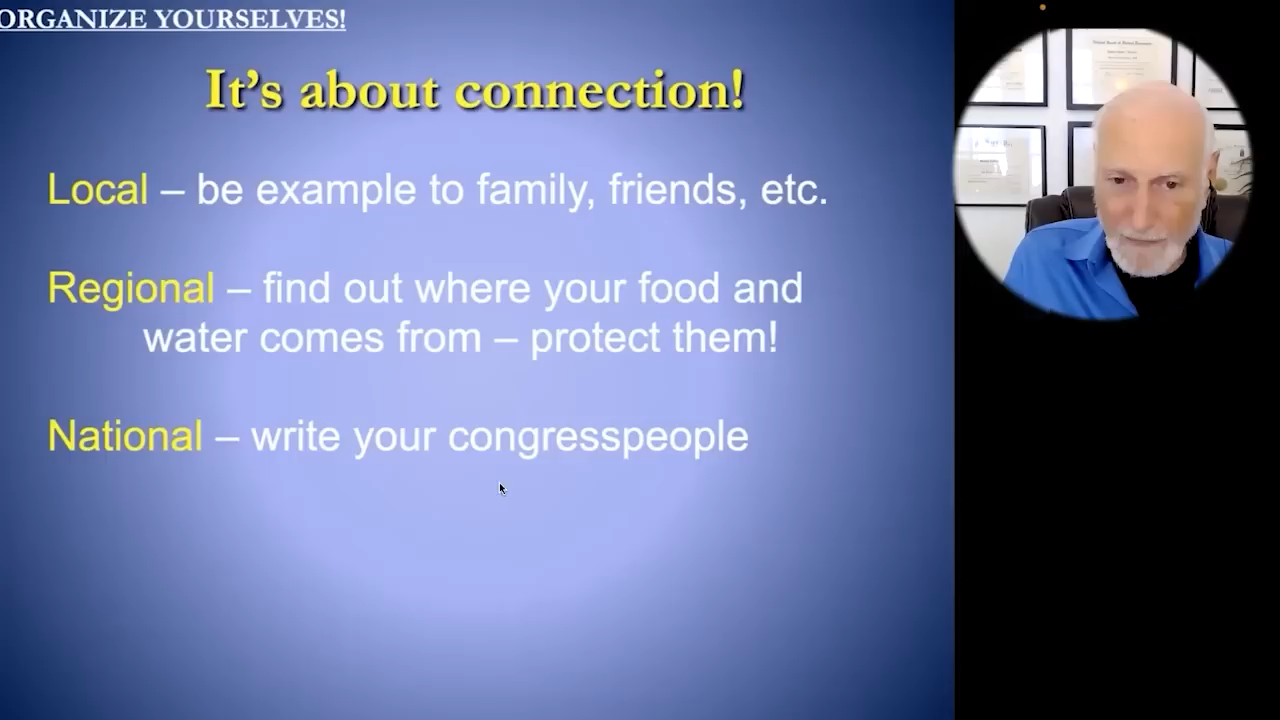 ORGANIZE YOURSELVES!
It's about connection!
Local – be example to family, friends, etc.
Regional – find out where your food and
water comes from – protect them!
National – write your congresspeople